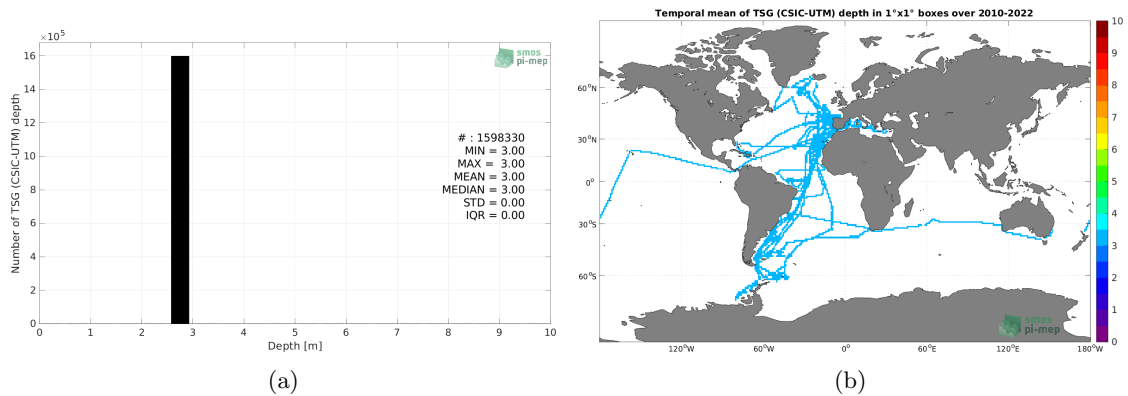 ×10⁵
16
14
12
10
8
6
4
2
0
Number of TSG (CSIC-UTM) depth
smos
pi-mep
# : 1598330
MIN = 3.00
MAX = 3.00
MEAN = 3.00
MEDIAN = 3.00
STD = 0.00
IQR = 0.00
0 1 2 3 4 5 6 7 8 9 10
Depth [m]
(a)
Temporal mean of TSG (CSIC-UTM) depth in 1°x1° boxes over 2010-2022
60°N
30°N
0°
30°S
60°S
120°W 60°W 0° 60°E 120°E 180°W
smos
pi-mep
10
9
8
7
6
5
4
3
2
1
0
(b)